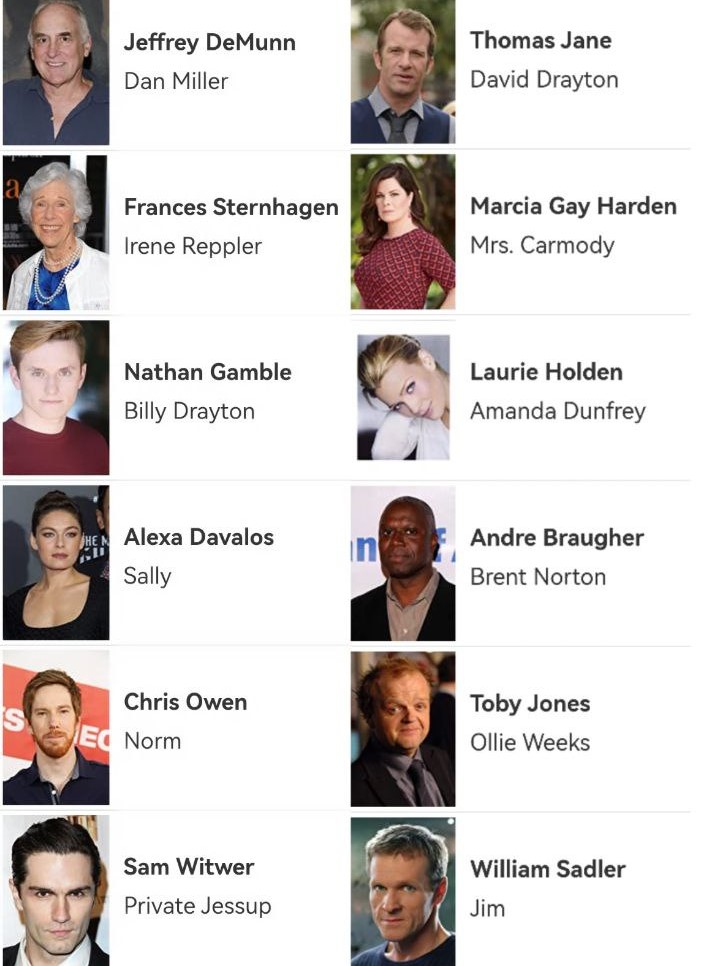 Jeffrey DeMunn
Dan Miller
Thomas Jane
David Drayton
Frances Sternhagen
Irene Reppler
Marcia Gay Harden
Mrs. Carmody
Nathan Gamble
Billy Drayton
Laurie Holden
Amanda Dunfrey
Alexa Davalos
Sally
Andre Braugher
Brent Norton
Chris Owen
Norm
Toby Jones
Ollie Weeks
Sam Witwer
Private Jessup
William Sadler
Jim